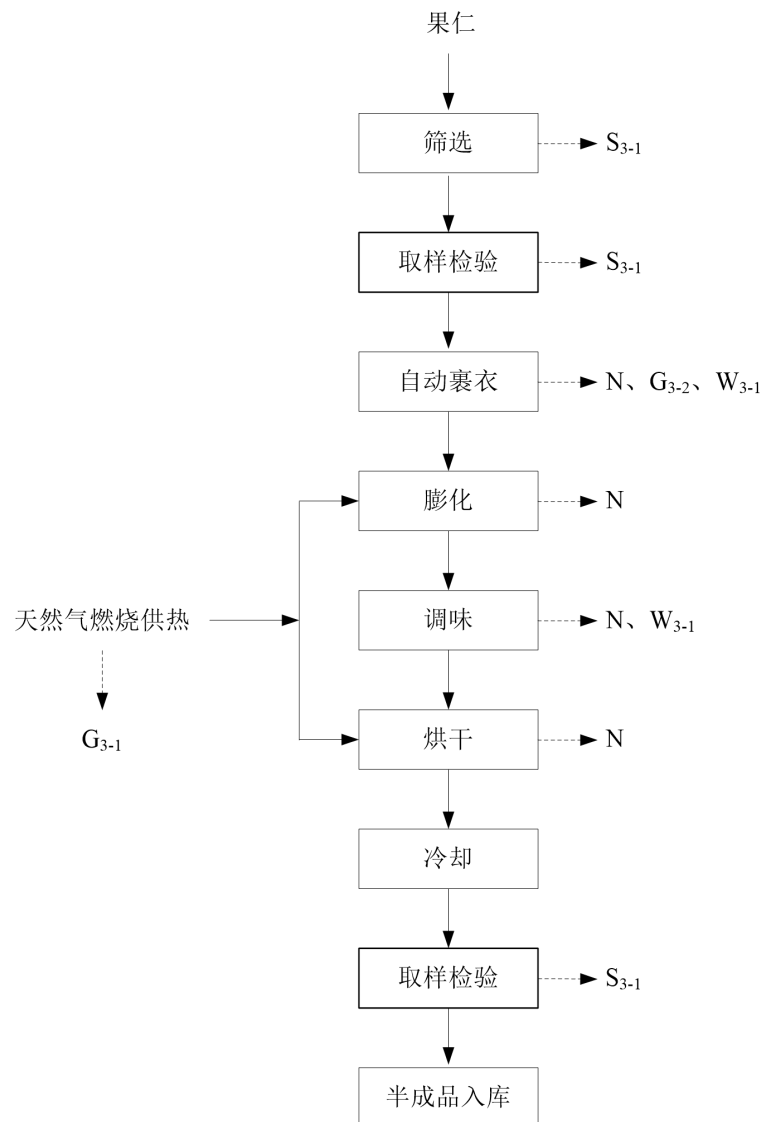 果仁
筛选
S3-1
取样检验
S3-1
自动裹衣
N、G3-2、W3-1
膨化
N
天然气燃烧供热
调味
N、W3-1
G3-1
烘干
N
冷却
取样检验
S3-1
半成品入库